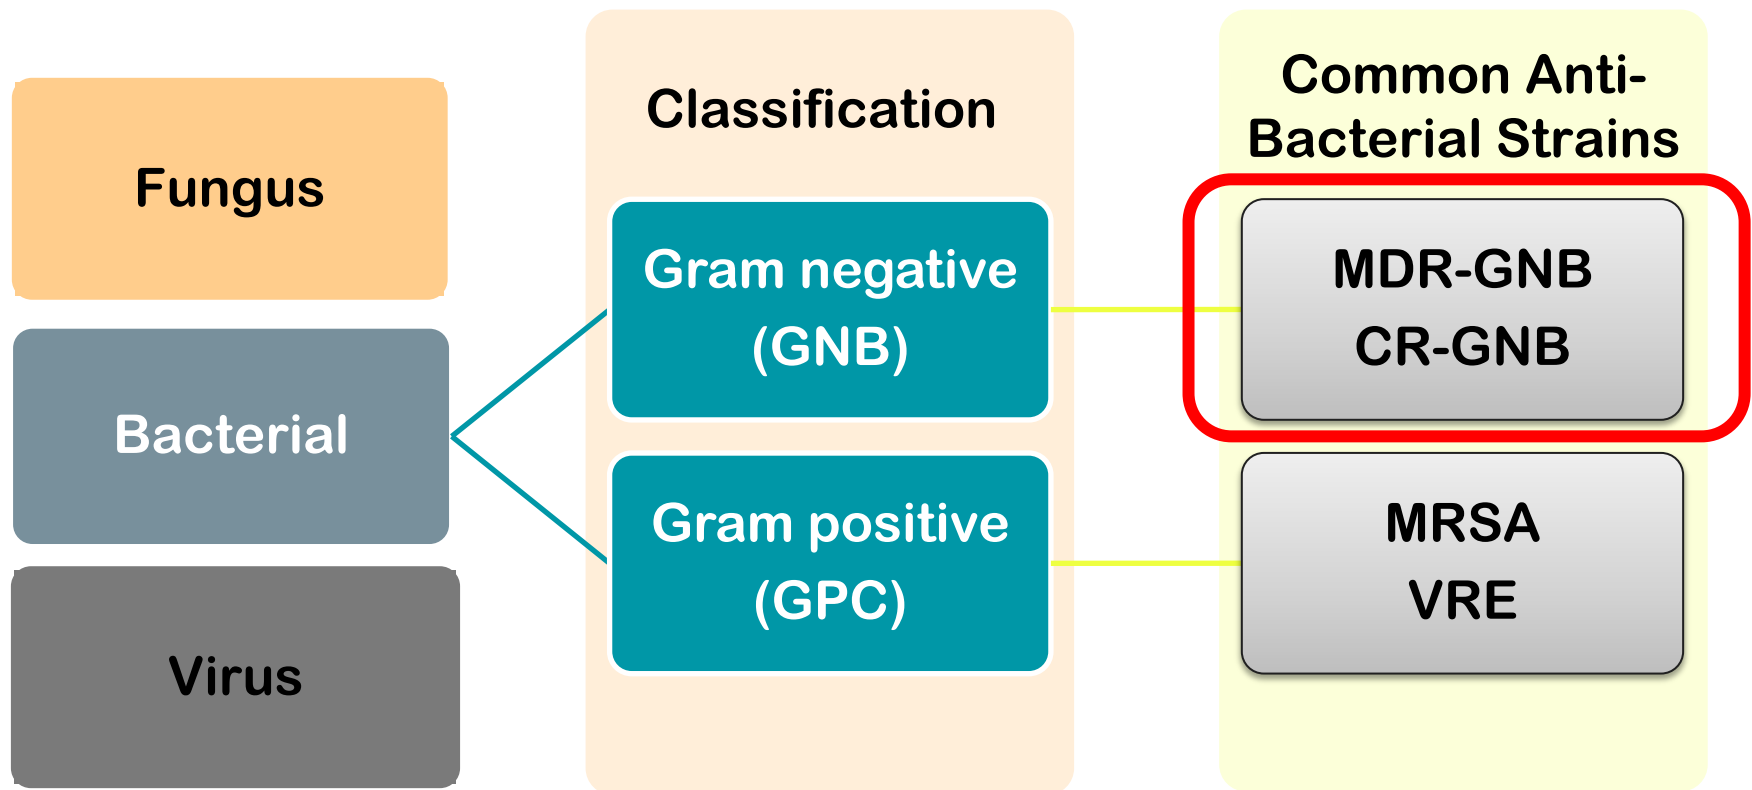 Fungus
Bacterial
Virus
Classification
Gram negative
(GNB)
Gram positive
(GPC)
Common Anti-
Bacterial Strains
MDR-GNB
CR-GNB
MRSA
VRE